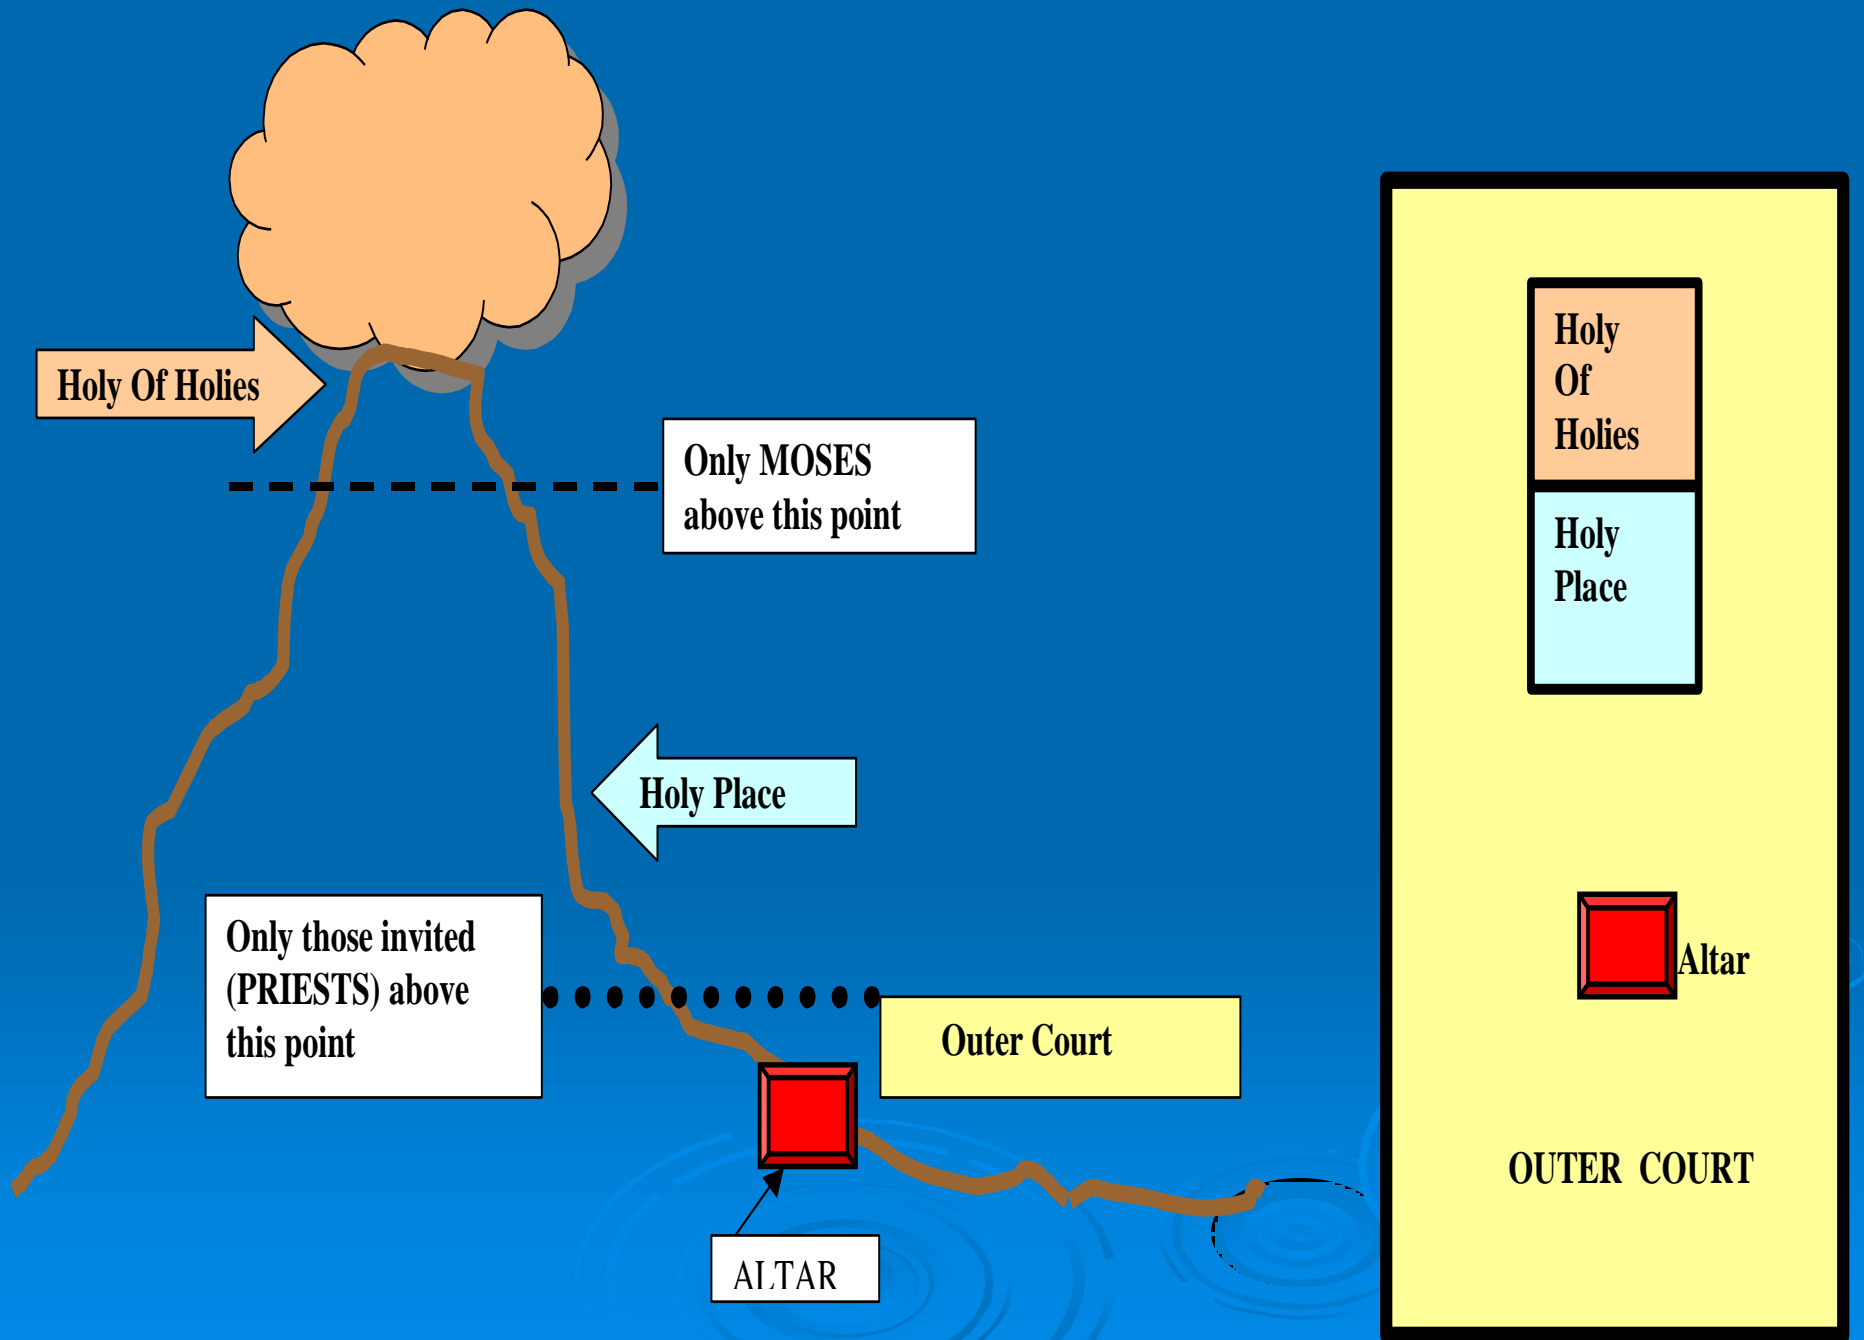 Holy Of Holies
Only MOSES
above this point
Holy Place
Only those invited
(PRIESTS) above
this point
Outer Court
ALTAR
Holy
Of
Holies
Holy
Place
Altar
OUTER COURT